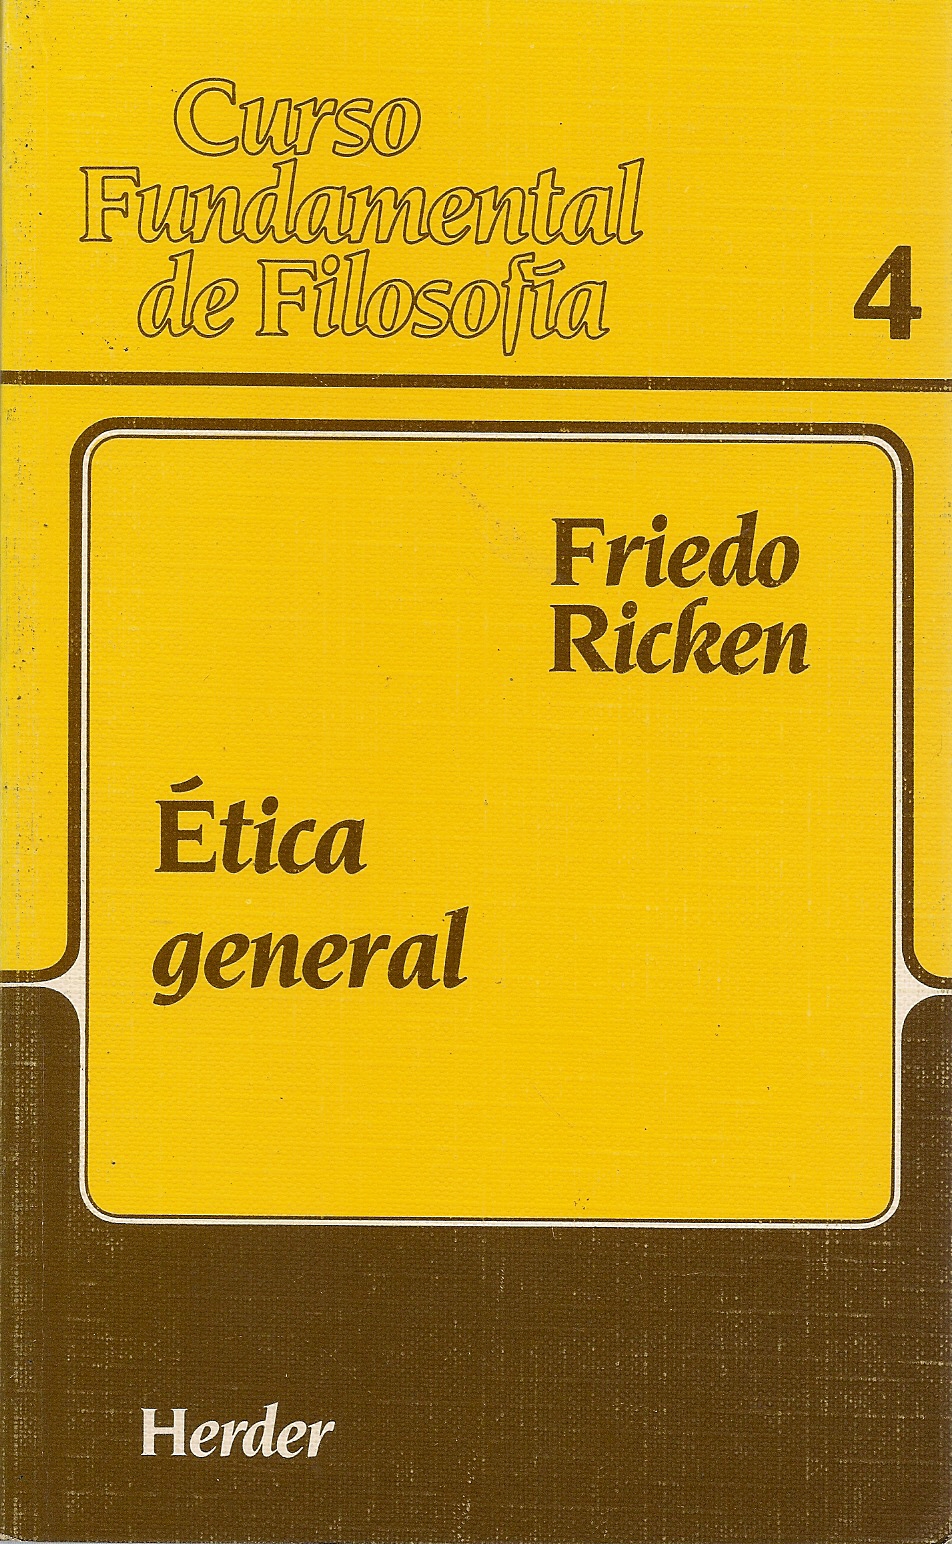 Curso
Fundamental
de Filosofía
4
Friedo
Ricken
Ética
general
Herder